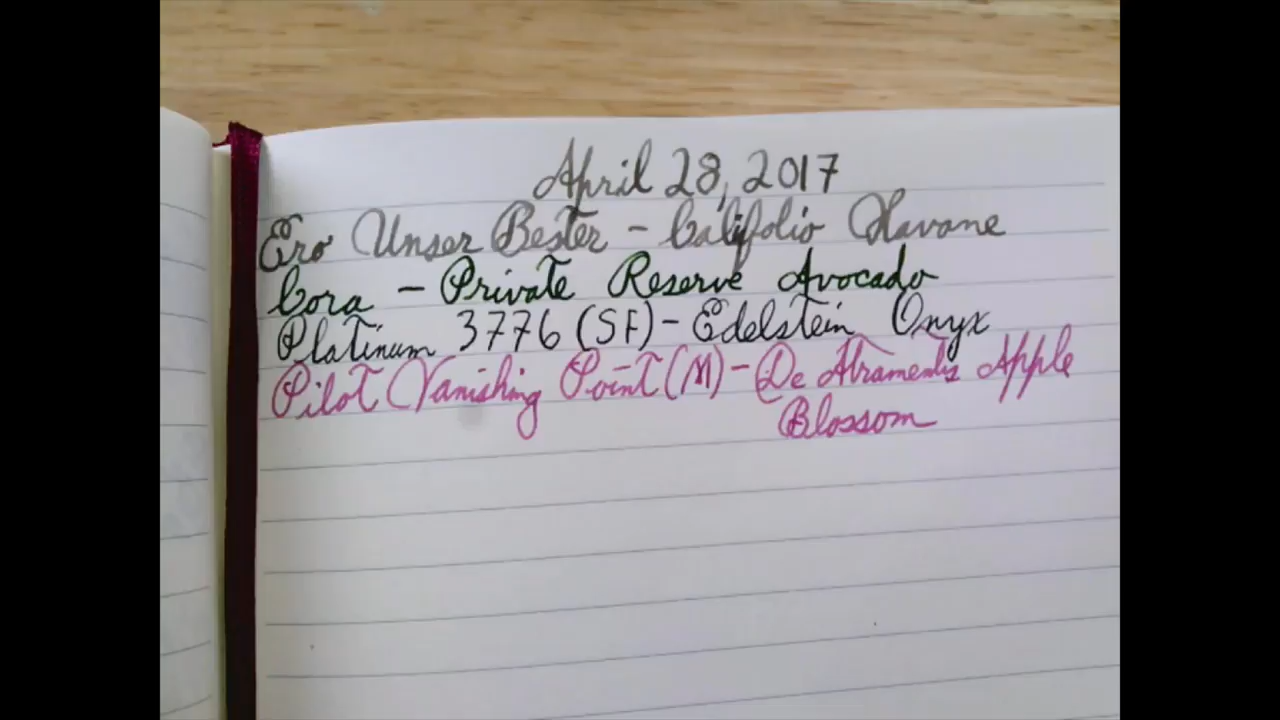 April 28, 2017
Ero Unser Bester - Califolio Havane
Cora - Private Reserve Avocado
Platinum 3776 (SF) - Edelstein Onyx
Pilot Vanishing Point (M) - De Atramentis Apple
Blossom